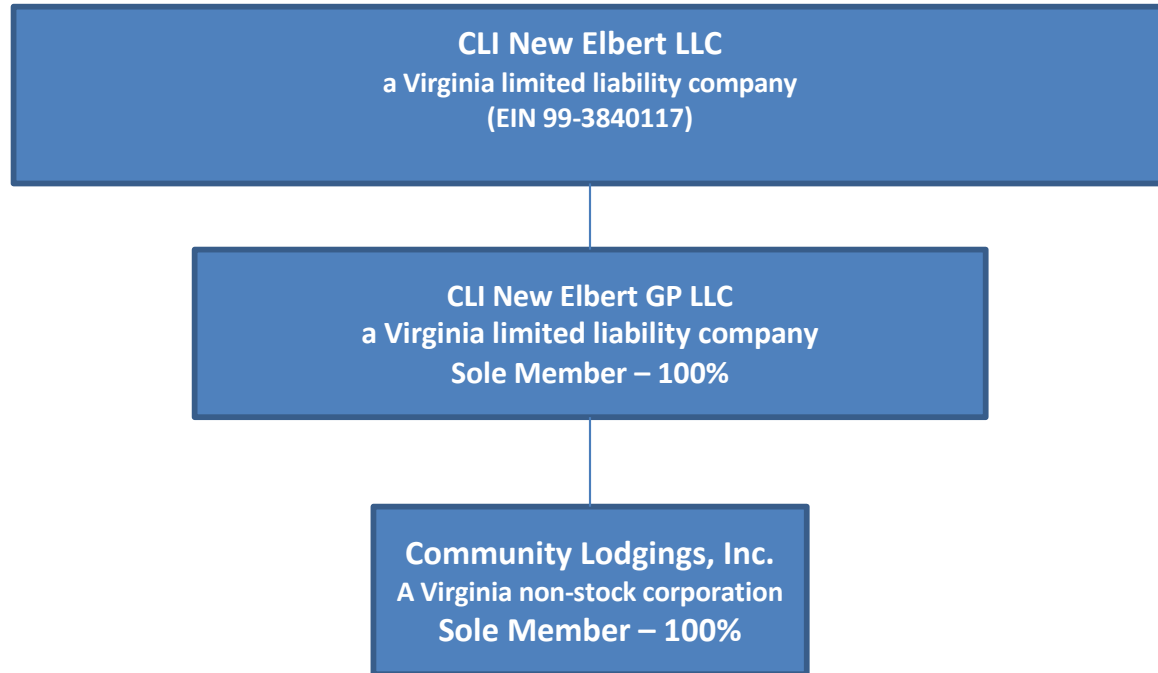 CLI New Elbert LLC
a Virginia limited liability company
(EIN 99-3840117)
CLI New Elbert GP LLC
a Virginia limited liability company
Sole Member – 100%
Community Lodgings, Inc.
A Virginia non-stock corporation
Sole Member – 100%